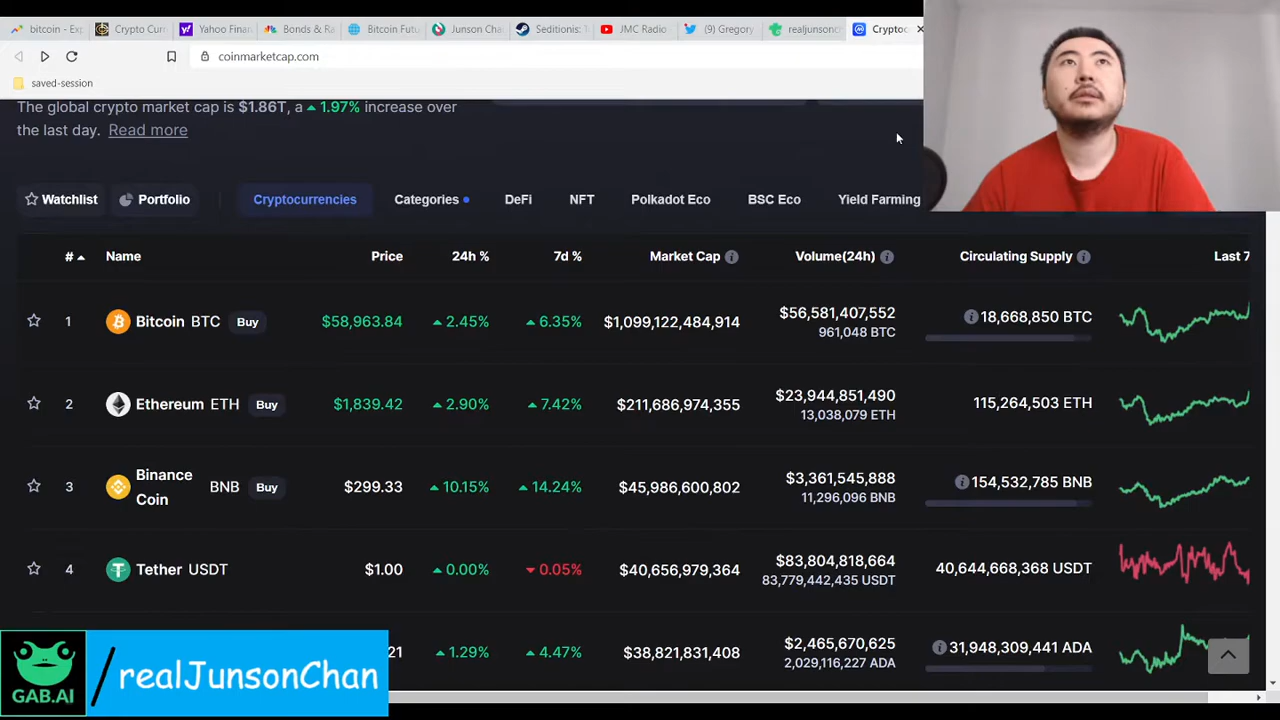 bitcoin - Exp
Crypto Curr
Yahoo Finan
Bonds & Ra
Bitcoin Futu
Junson Cha
Seditionis: T
JMC Radio
(7) Gregory
realjunsonc
Crypto
coinmarketcap.com
saved-session
The global crypto market cap is $1.86T, a ▲ 1.97% increase over
the last day. Read more
Watchlist Portfolio Cryptocurrencies Categories DeFi NFT Polkadot Eco BSC Eco Yield Farming
# Name Price 24h % 7d % Market Cap Volume(24h) Circulating Supply Last 7
1 Bitcoin BTC Buy $58,963.84 2.45% 6.35% $1,099,122,484,914 $56,581,407,552 18,668,850 BTC
961,048 BTC
2 Ethereum ETH Buy $1,839.42 2.90% 7.42% $211,686,974,355 $23,944,851,490 115,264,503 ETH
13,038,079 ETH
3 Binance Coin BNB Buy $299.33 10.15% 14.24% $45,986,600,802 $3,361,545,888 154,532,785 BNB
11,296,096 BNB
4 Tether USDT $1.00 0.00% 0.05% $40,656,979,364 $83,804,818,664 40,644,668,368 USDT
83,779,442,435 USDT
21 1.29% 4.47% $38,821,831,408 $2,465,670,625 31,948,309,441 ADA
2,029,116,227 ADA
GAB.AI
/realJunsonChan